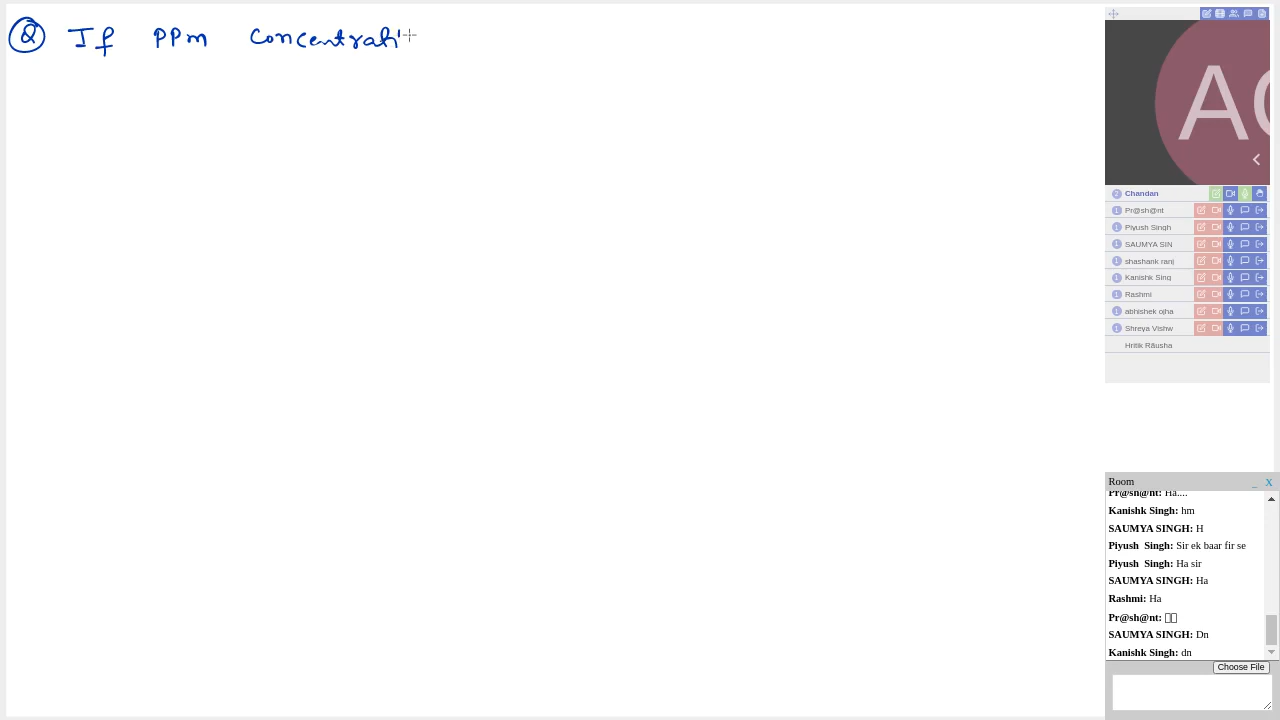 Q If PPm Concentrati
AC
Chandan
Pr@sh@nt
Piyush Singh
SAUMYA SIN
shashank ranj
Kanishk Sing
Rashmi
abhishek ojha
Shreya Vishw
Hritik Räusha
Room _ X
Pr@sh@nt: Ha....
Kanishk Singh: hm
SAUMYA SINGH: H
Piyush Singh: Sir ek baar fir se
Piyush Singh: Ha sir
SAUMYA SINGH: Ha
Rashmi: Ha
Pr@sh@nt:
SAUMYA SINGH: Dn
Kanishk Singh: dn
Choose File